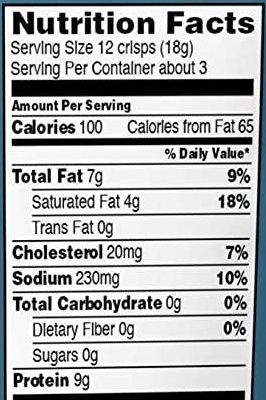 Nutrition Facts
Serving Size 12 crisps (18g)
Serving Per Container about 3
Amount Per Serving
Calories 100 Calories from Fat 65
% Daily Value*
Total Fat 7g 9%
Saturated Fat 4g 18%
Trans Fat 0g
Cholesterol 20mg 7%
Sodium 230mg 10%
Total Carbohydrate 0g 0%
Dietary Fiber 0g 0%
Sugars 0g
Protein 9g